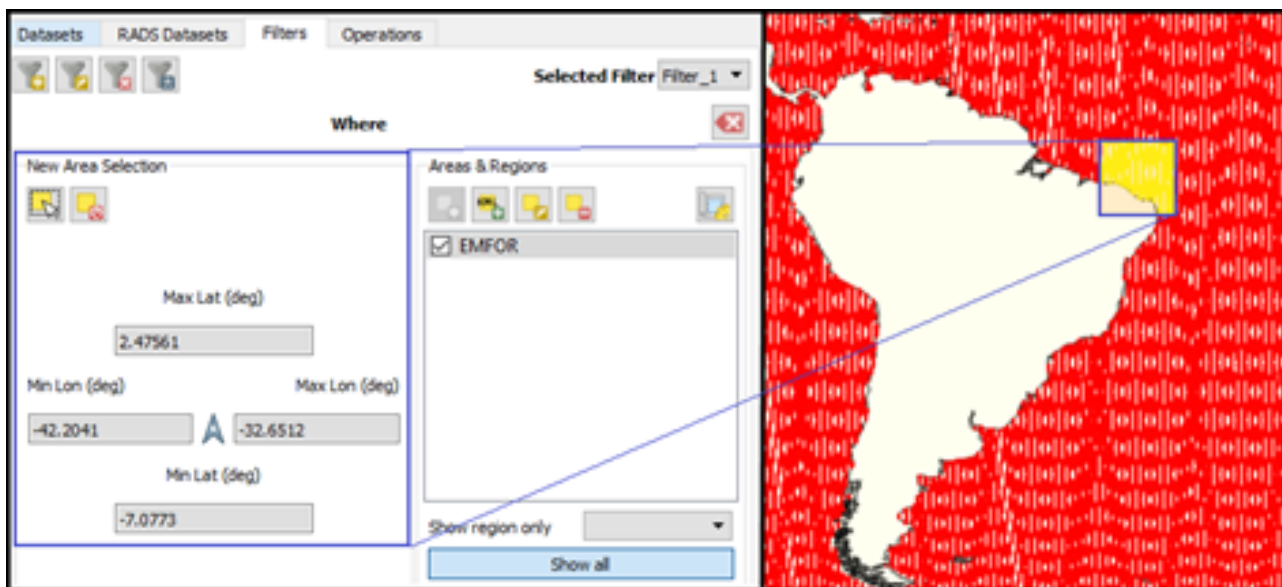 Datasets RADS Datasets Filters Operations
Selected Filter Filter_1
Where
New Area Selection
Areas & Regions
EMFOR
Max Lat (deg)
2.47561
Min Lon (deg) Max Lon (deg)
-42.2041 -32.6512
Min Lat (deg)
-7.0773
Show region only
Show all